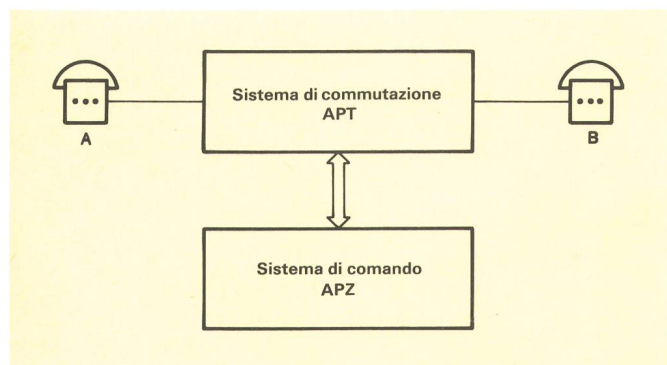 Sistema di commutazione
APT
A
B
Sistema di comando
APZ